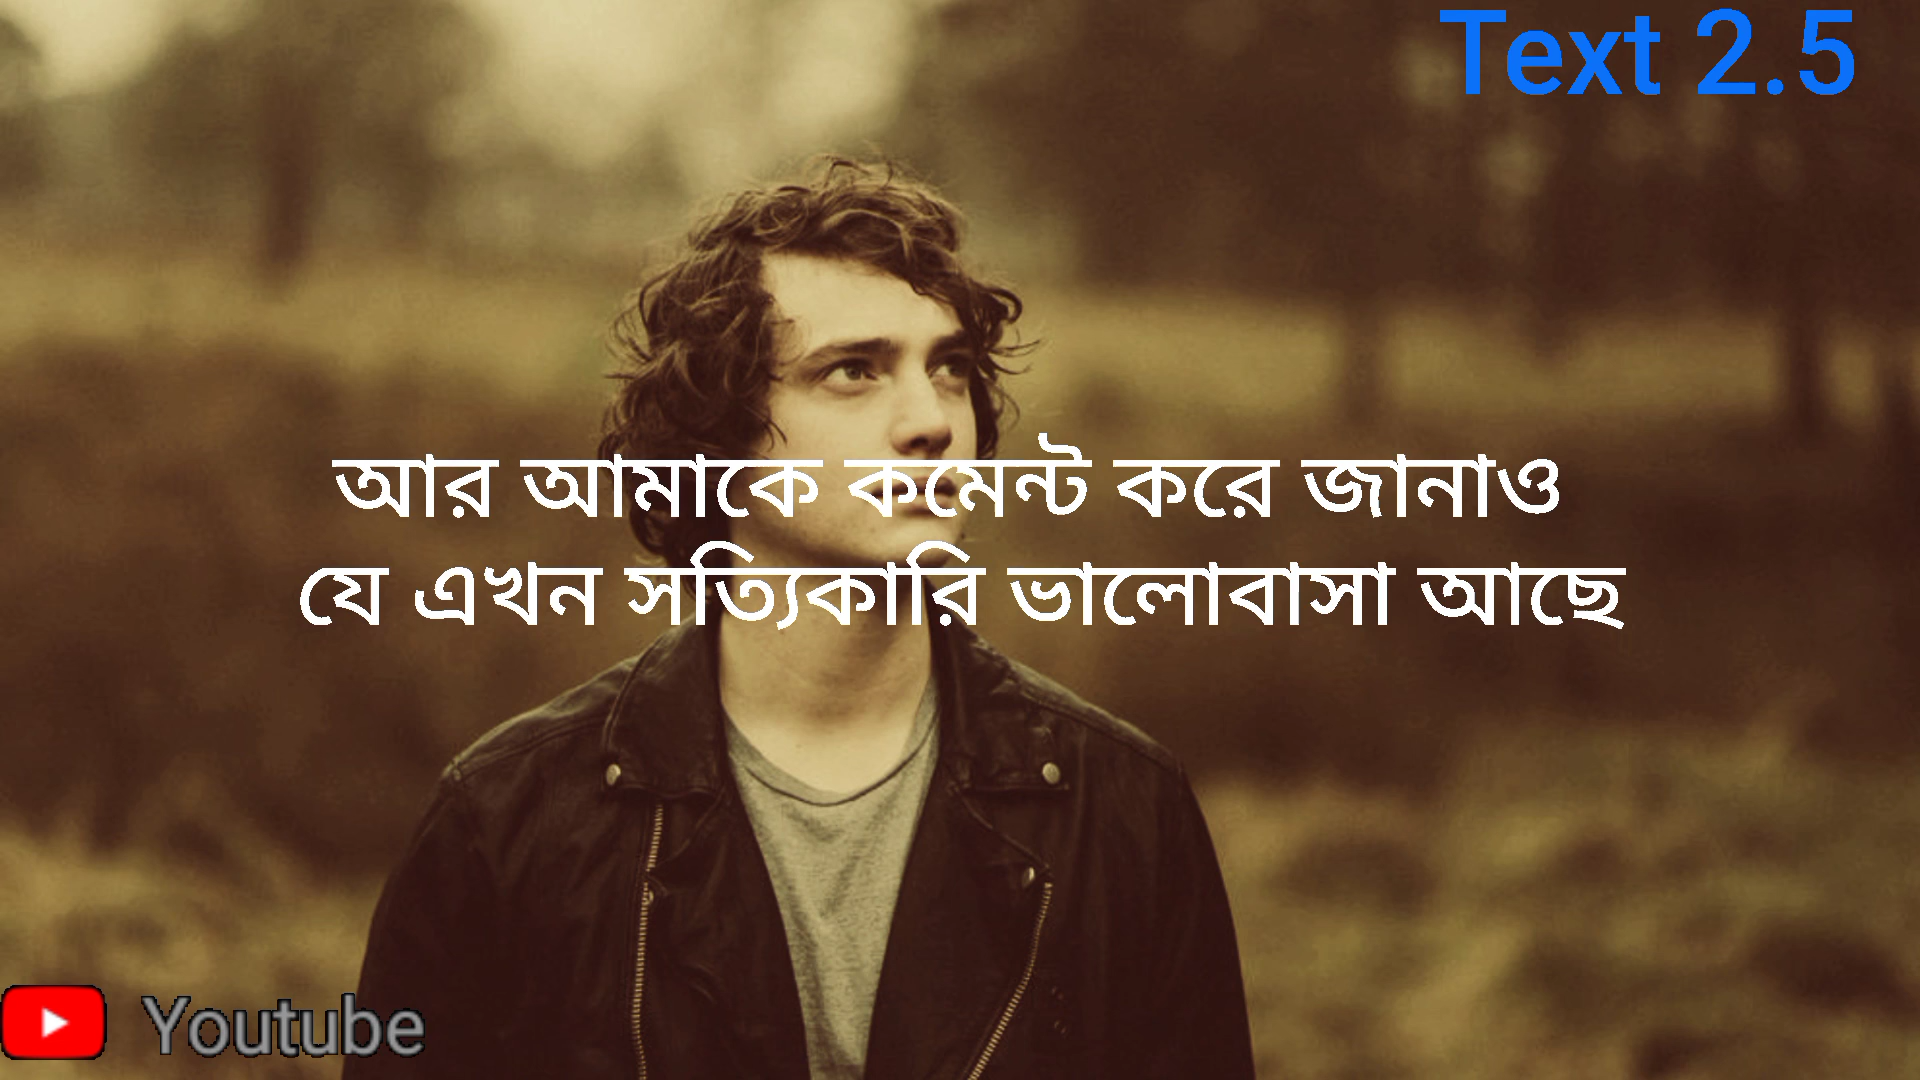 Text 2.5
আর আমাকে কমেন্ট করে জানাও
যে এখন সত্যিকারি ভালোবাসা আছে
Youtube